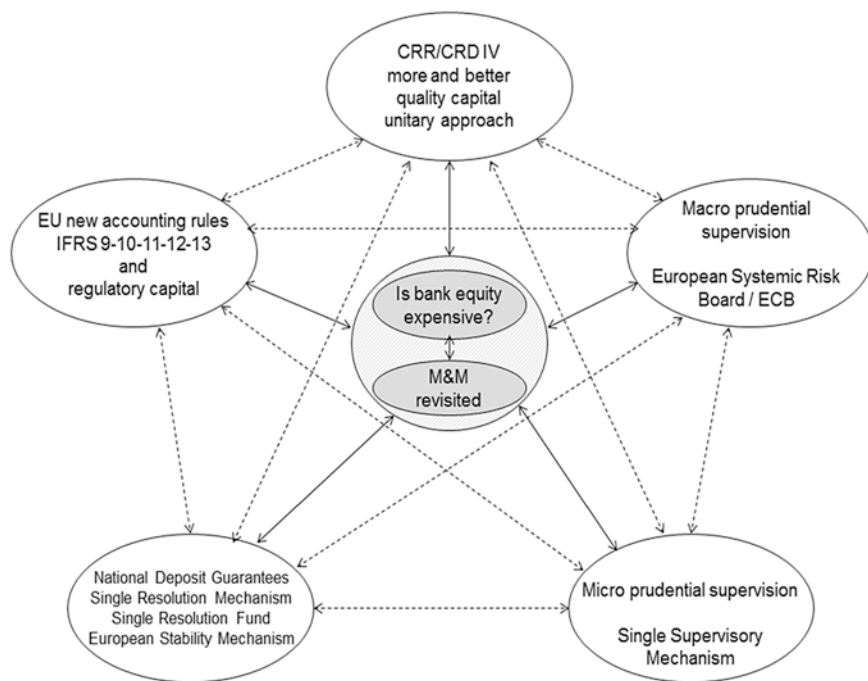 CRR/CRD IV
more and better
quality capital
unitary approach
EU new accounting rules
IFRS 9-10-11-12-13
and
regulatory capital
Macro prudential
supervision
European Systemic Risk
Board / ECB
Is bank equity
expensive?
M&M
revisited
National Deposit Guarantees
Single Resolution Mechanism
Single Resolution Fund
European Stability Mechanism
Micro prudential supervision
Single Supervisory
Mechanism